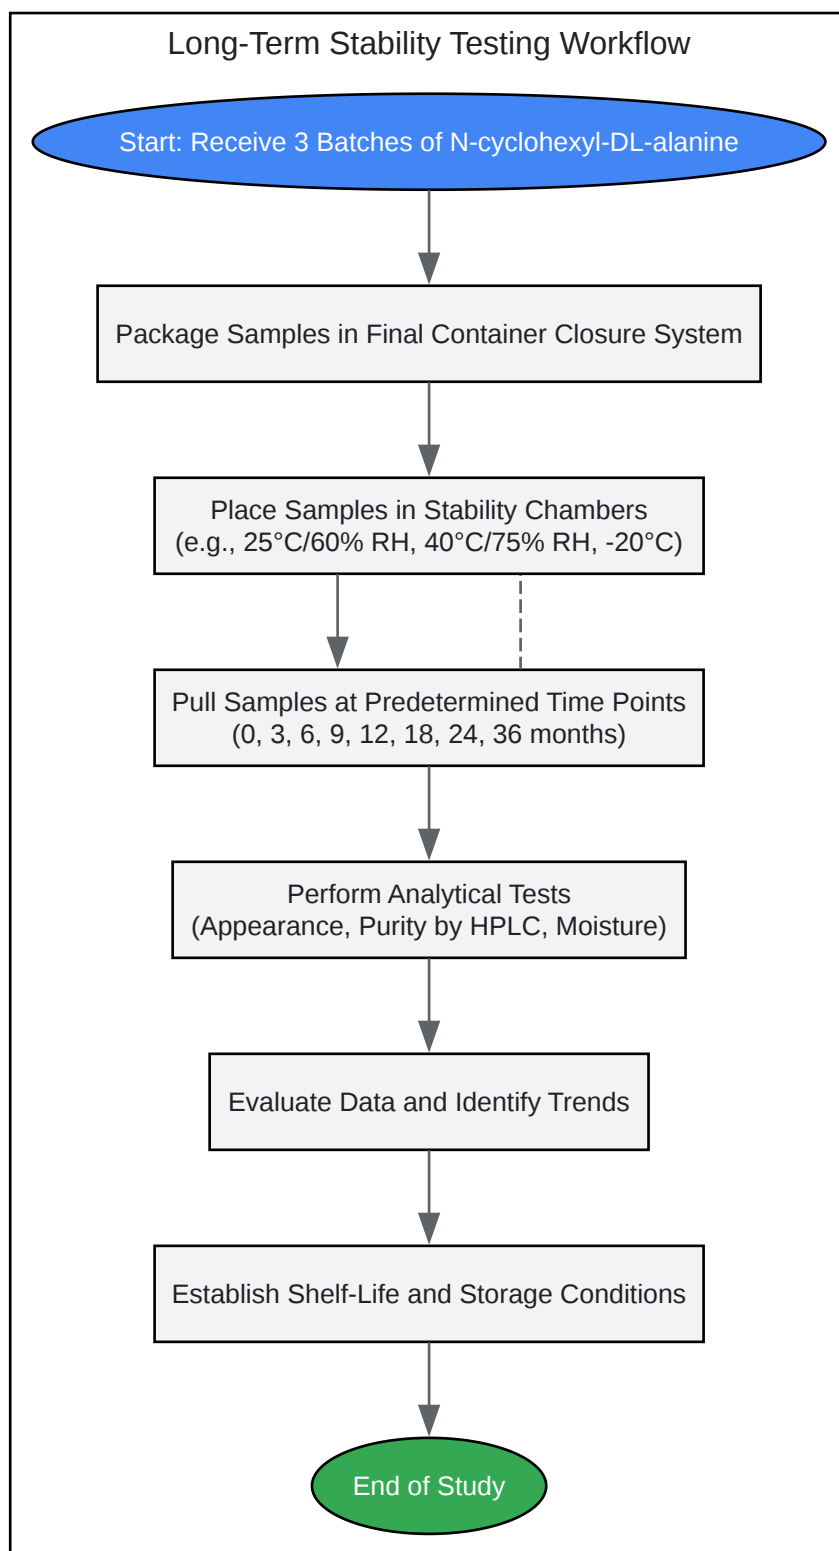 Long-Term Stability Testing Workflow
Start: Receive 3 Batches of N-cyclohexyl-DL-alanine
Package Samples in Final Container Closure System
Place Samples in Stability Chambers
(e.g., 25°C/60% RH, 40°C/75% RH, -20°C)
Pull Samples at Predetermined Time Points
(0, 3, 6, 9, 12, 18, 24, 36 months)
Perform Analytical Tests
(Appearance, Purity by HPLC, Moisture)
Evaluate Data and Identify Trends
Establish Shelf-Life and Storage Conditions
End of Study